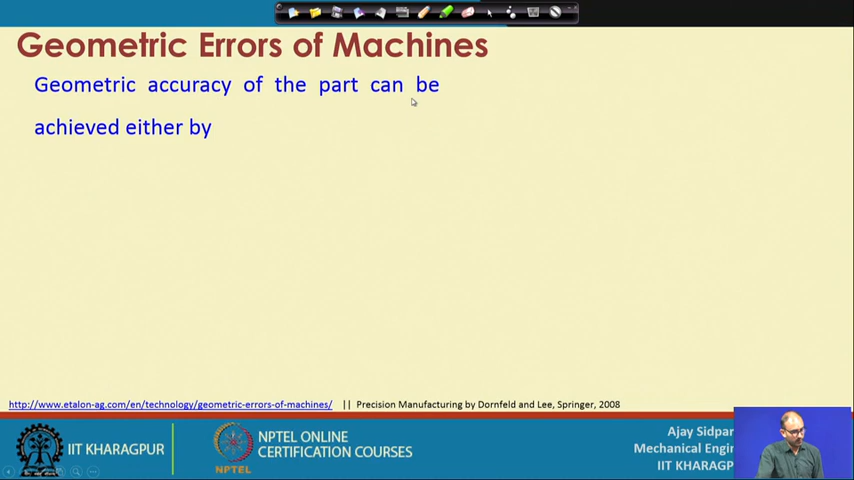 Geometric Errors of Machines
Geometric accuracy of the part can be
achieved either by
http://www.etalon-ag.com/en/technology/geometric-errors-of-machines/ || Precision Manufacturing by Dornfeld and Lee, Springer, 2008
IIT KHARAGPUR
NPTEL
NPTEL ONLINE
CERTIFICATION COURSES
Ajay Sidpar
Mechanical Engin
IIT KHARAGP